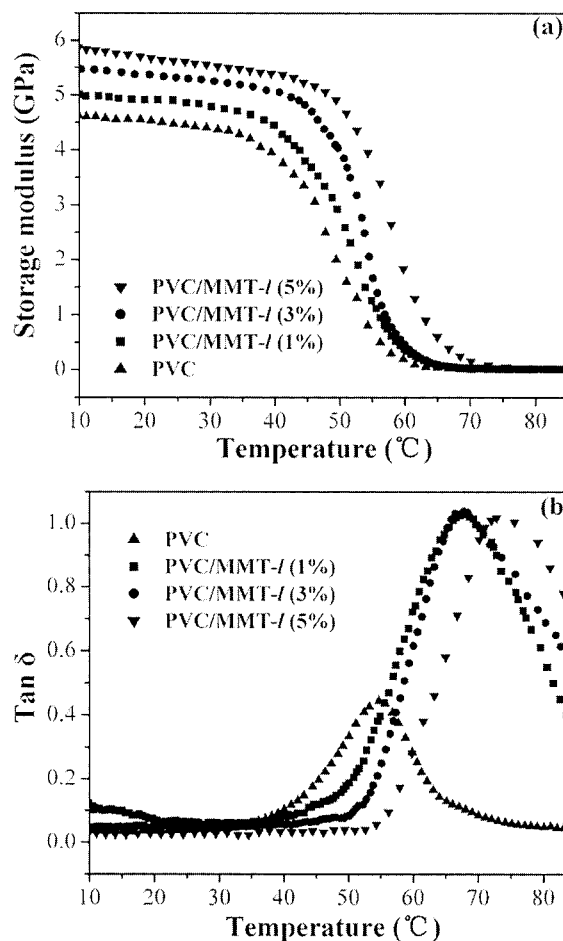 (a)
6
5
4
3
2
1
0
Storage modulus (GPa)
▼ PVC/MMT-l (5%)
● PVC/MMT-l (3%)
■ PVC/MMT-l (1%)
▲ PVC
10 20 30 40 50 60 70 80
Temperature (℃)
(b)
1.0
0.8
0.6
0.4
0.2
0.0
Tan δ
▲ PVC
■ PVC/MMT-l (1%)
● PVC/MMT-l (3%)
▼ PVC/MMT-l (5%)
10 20 30 40 50 60 70 80
Temperature (℃)